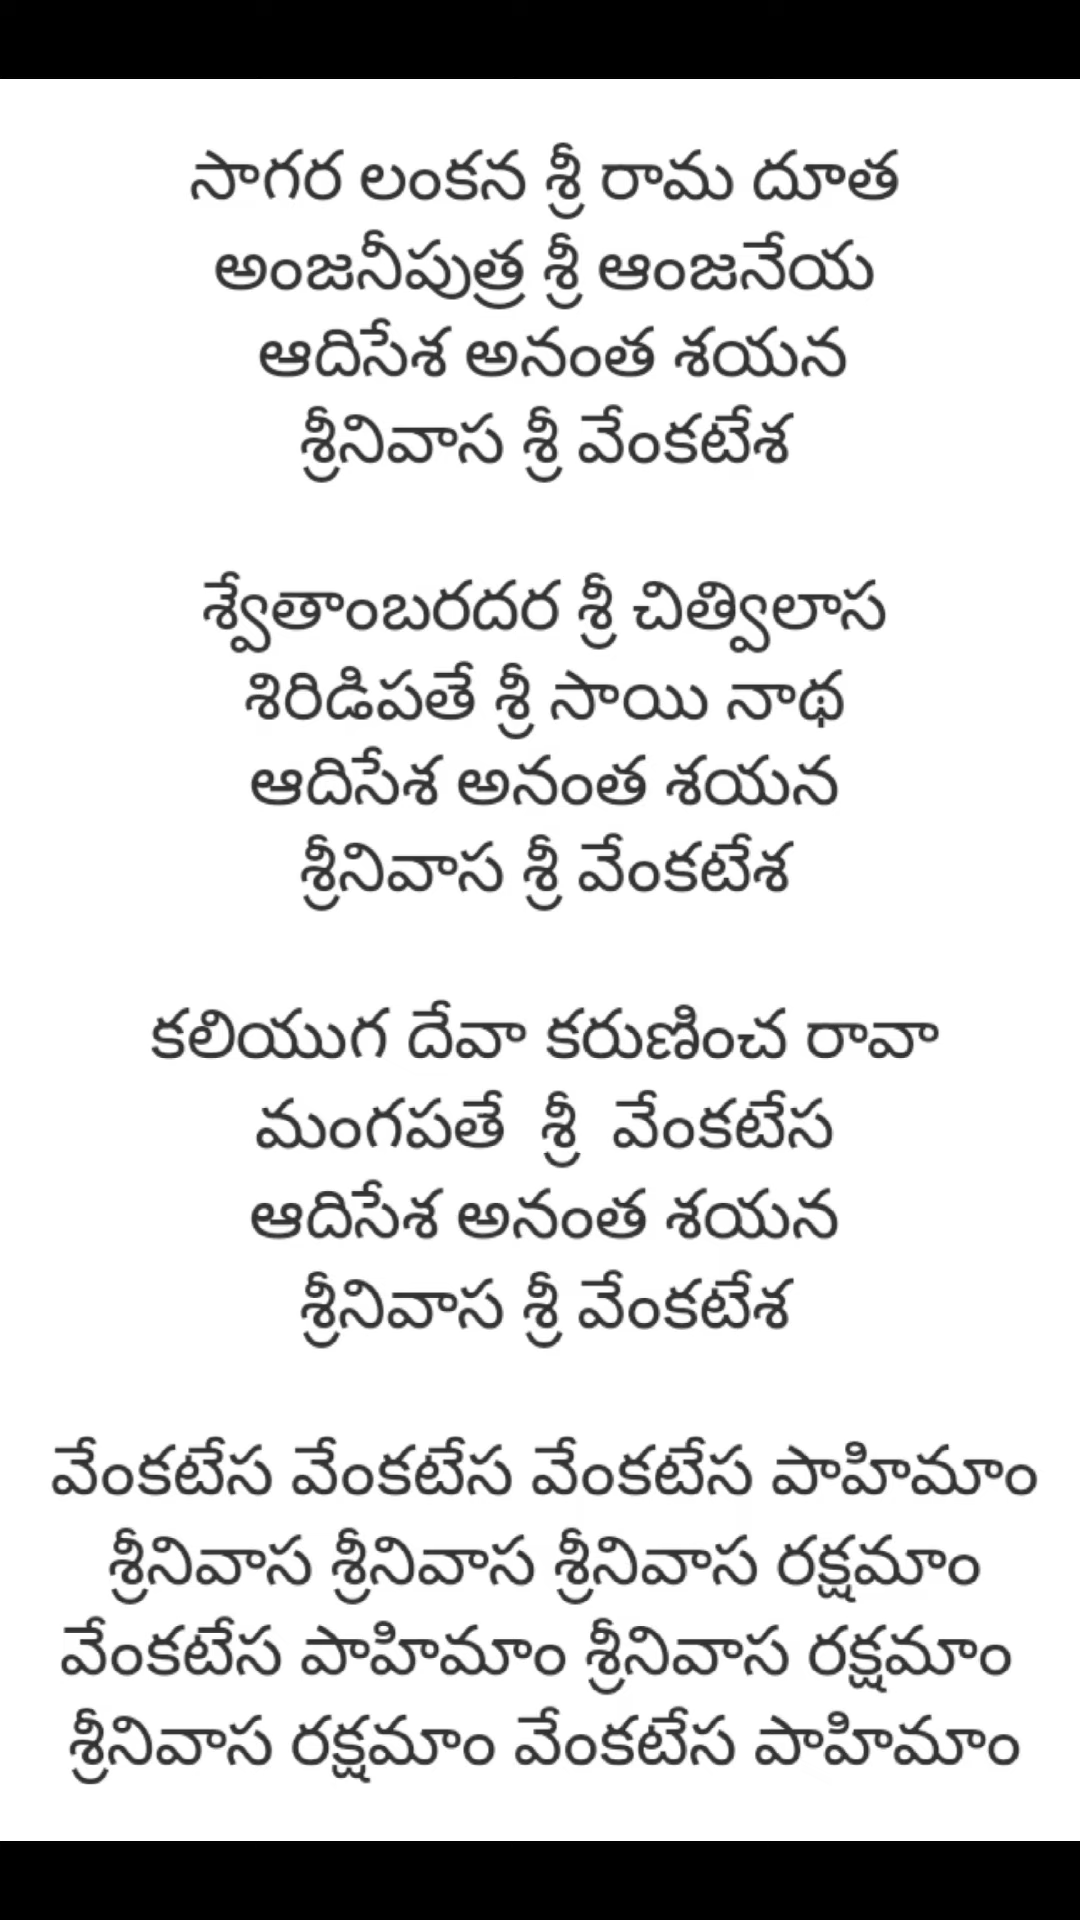 సాగర లంకన శ్రీ రామ దూత
అంజనీపుత్ర శ్రీ ఆంజనేయ
ఆదిసేశ అనంత శయన
శ్రీనివాస శ్రీ వేంకటేశ
శ్వేతాంబరదర శ్రీ చిత్విలాస
శిరిడిపతే శ్రీ సాయి నాథ
ఆదిసేశ అనంత శయన
శ్రీనివాస శ్రీ వేంకటేశ
కలియుగ దేవా కరుణించ రావా
మంగపతే శ్రీ వేంకటేస
ఆదిసేశ అనంత శయన
శ్రీనివాస శ్రీ వేంకటేశ
వేంకటేస వేంకటేస వేంకటేస పాహిమాం
శ్రీనివాస శ్రీనివాస శ్రీనివాస రక్షమాం
వేంకటేస పాహిమాం శ్రీనివాస రక్షమాం
శ్రీనివాస రక్షమాం వేంకటేస పాహిమాం